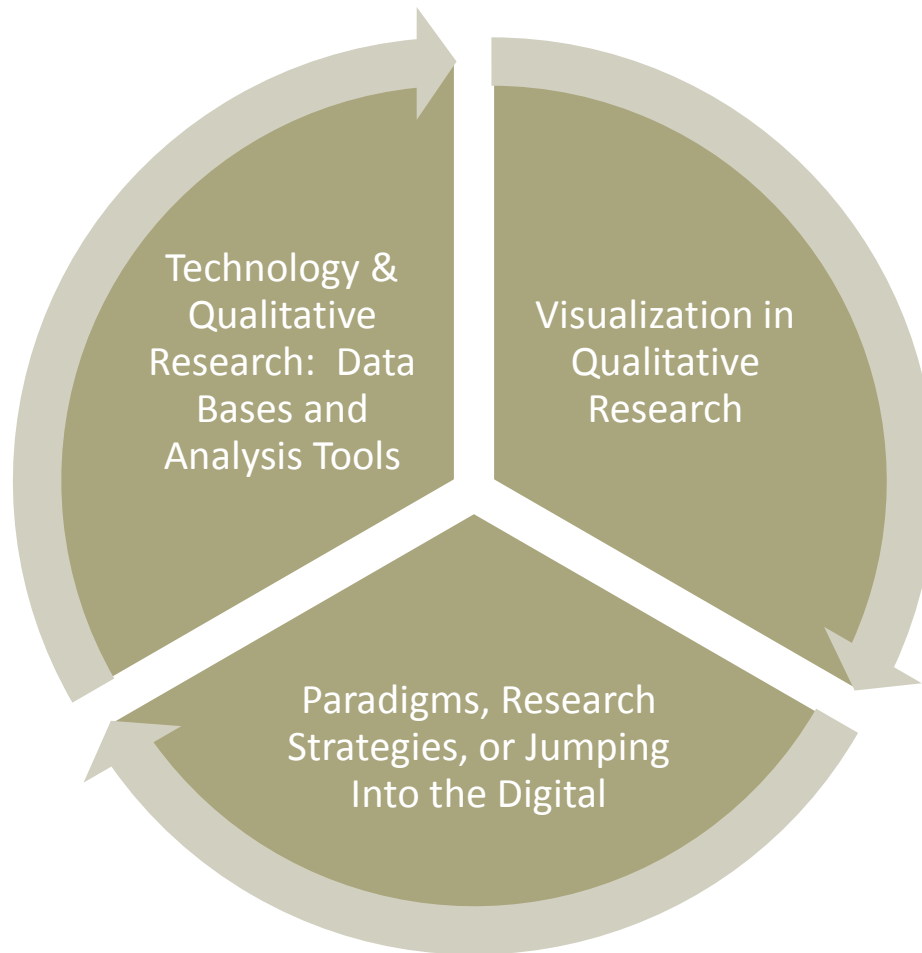 Technology &
Qualitative
Research:  Data
Bases and
Analysis Tools
Visualization in
Qualitative
Research
Paradigms, Research
Strategies, or Jumping
Into the Digital